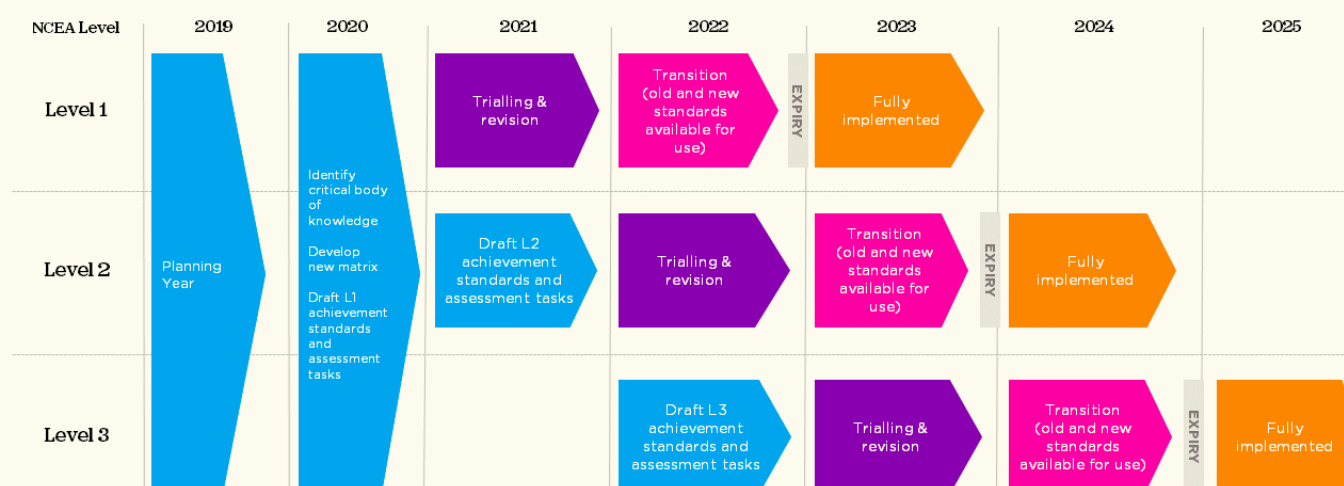 NCEA Level 2019 2020 2021 2022 2023 2024 2025
Level 1
Trialling &
revision
Transition
(old and new
standards
available for
use)
EXPIRY
Fully
implemented
Level 2
Planning
Year
Identify
critical body
of
knowledge
Develop
new matrix
Draft L1
achievement
standards
and
assessment
tasks
Draft L2
achievement
standards and
assessment tasks
Trialling &
revision
Transition
(old and new
standards
available for
use)
EXPIRY
Fully
implemented
Level 3
Draft L3
achievement
standards and
assessment tasks
Trialling &
revision
Transition
(old and new
standards
available for use)
EXPIRY
Fully
implemented